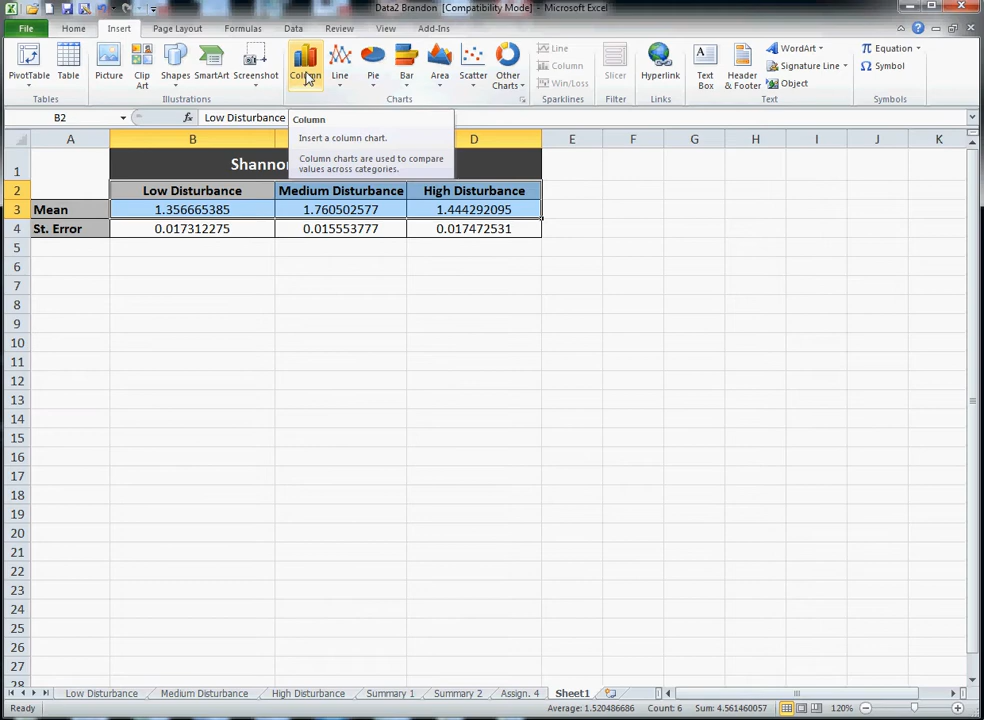 Data2 Brandon [Compatibility Mode] - Microsoft Excel
File Home Insert Page Layout Formulas Data Review View Add-Ins
PivotTable Table Picture Clip Art Shapes SmartArt Screenshot Column Line Pie Bar Area Scatter Other Charts Line Column Win/Loss Slicer Hyperlink Text Box Header & Footer WordArt Signature Line Object Equation Symbol
Tables Illustrations Charts Sparklines Filter Links Text Symbols
B2 fx Low Disturbance
Column
Insert a column chart.
Column charts are used to compare
values across categories.
A B D E F G H I J K
1 Shannon
2 Low Disturbance Medium Disturbance High Disturbance
3 Mean 1.356665385 1.760502577 1.444292095
4 St. Error 0.017312275 0.015553777 0.017472531
5
6
7
8
9
10
11
12
13
14
15
16
17
18
19
20
21
22
23
24
25
26
27
28
Low Disturbance Medium Disturbance High Disturbance Summary 1 Summary 2 Assign. 4 Sheet1
Ready Average: 1.520486686 Count: 6 Sum: 4.561460057 120%